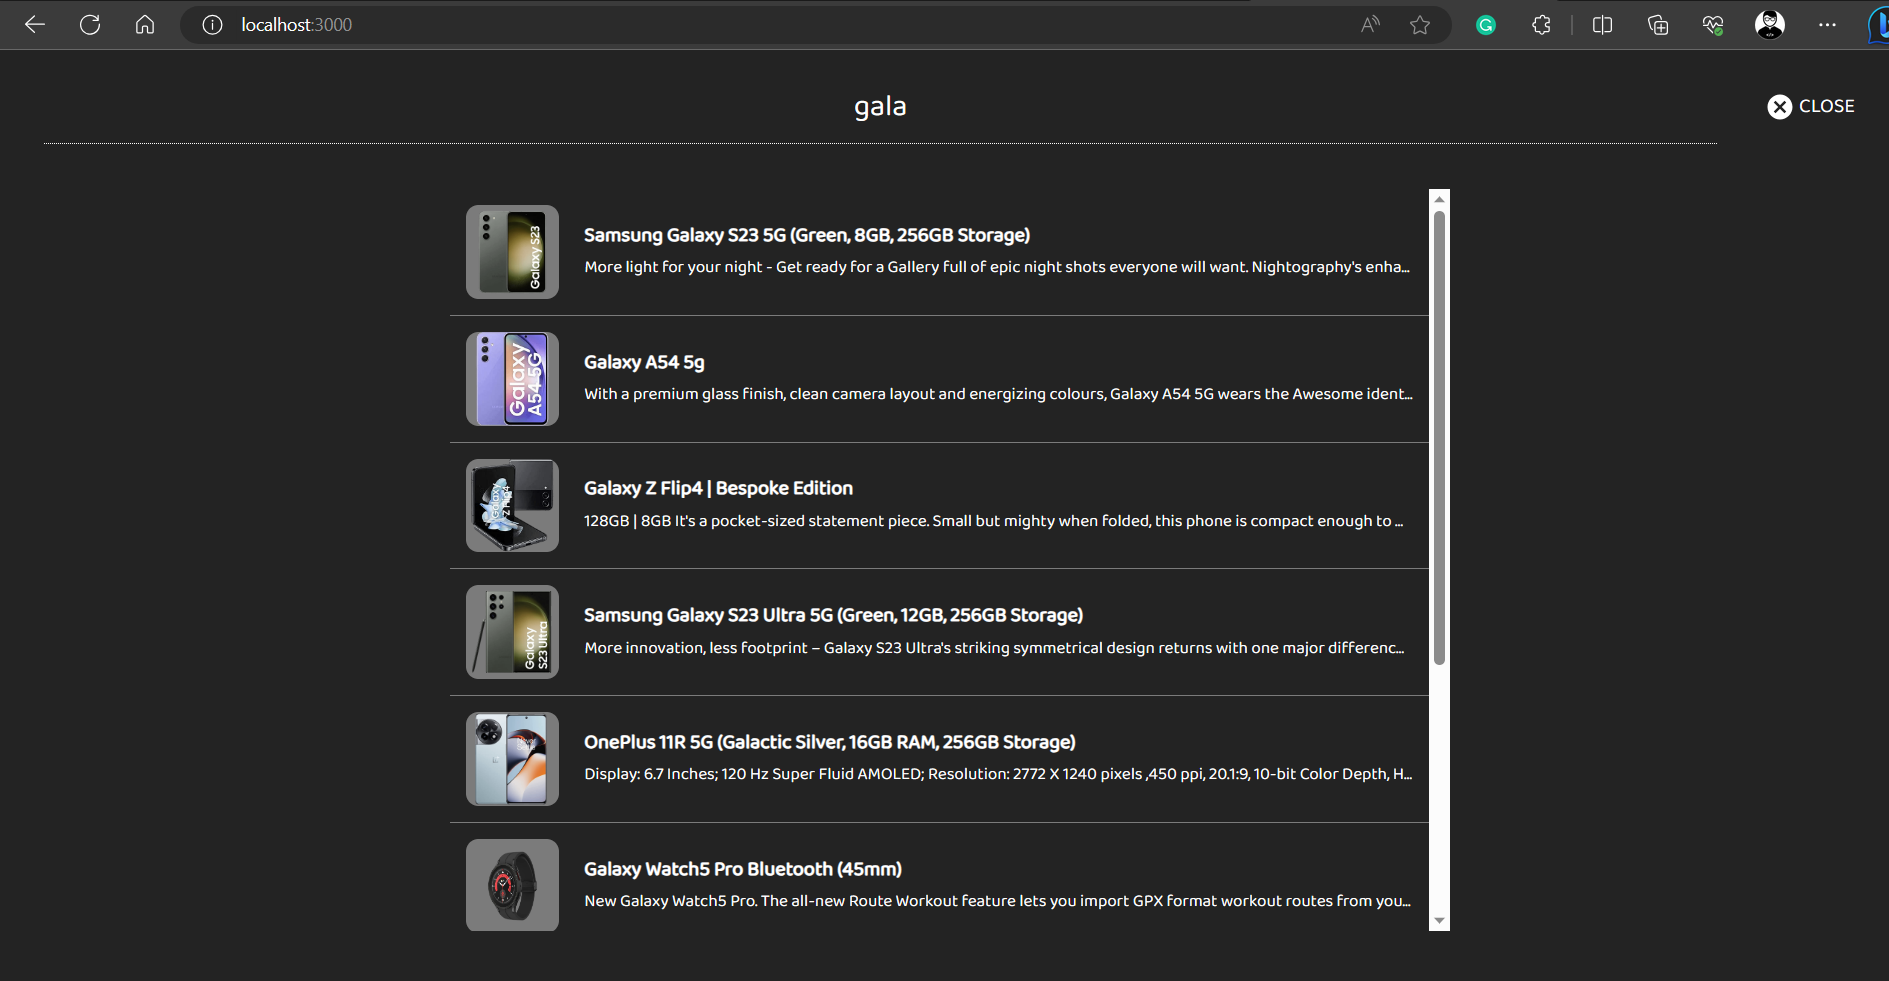 localhost:3000
gala
CLOSE
Galaxy S23
Samsung Galaxy S23 5G (Green, 8GB, 256GB Storage)
More light for your night - Get ready for a Gallery full of epic night shots everyone will want. Nightography's enha...
Galaxy
A54 5G
Galaxy A54 5g
With a premium glass finish, clean camera layout and energizing colours, Galaxy A54 5G wears the Awesome ident...
Galaxy
Z Flip4
Galaxy Z Flip4 | Bespoke Edition
128GB | 8GB It's a pocket-sized statement piece. Small but mighty when folded, this phone is compact enough to ...
Galaxy
S23 Ultra
Samsung Galaxy S23 Ultra 5G (Green, 12GB, 256GB Storage)
More innovation, less footprint – Galaxy S23 Ultra's striking symmetrical design returns with one major differenc...
OnePlus 11R 5G (Galactic Silver, 16GB RAM, 256GB Storage)
Display: 6.7 Inches; 120 Hz Super Fluid AMOLED; Resolution: 2772 X 1240 pixels ,450 ppi, 20.1:9, 10-bit Color Depth, H...
Galaxy Watch5 Pro Bluetooth (45mm)
New Galaxy Watch5 Pro. The all-new Route Workout feature lets you import GPX format workout routes from you...